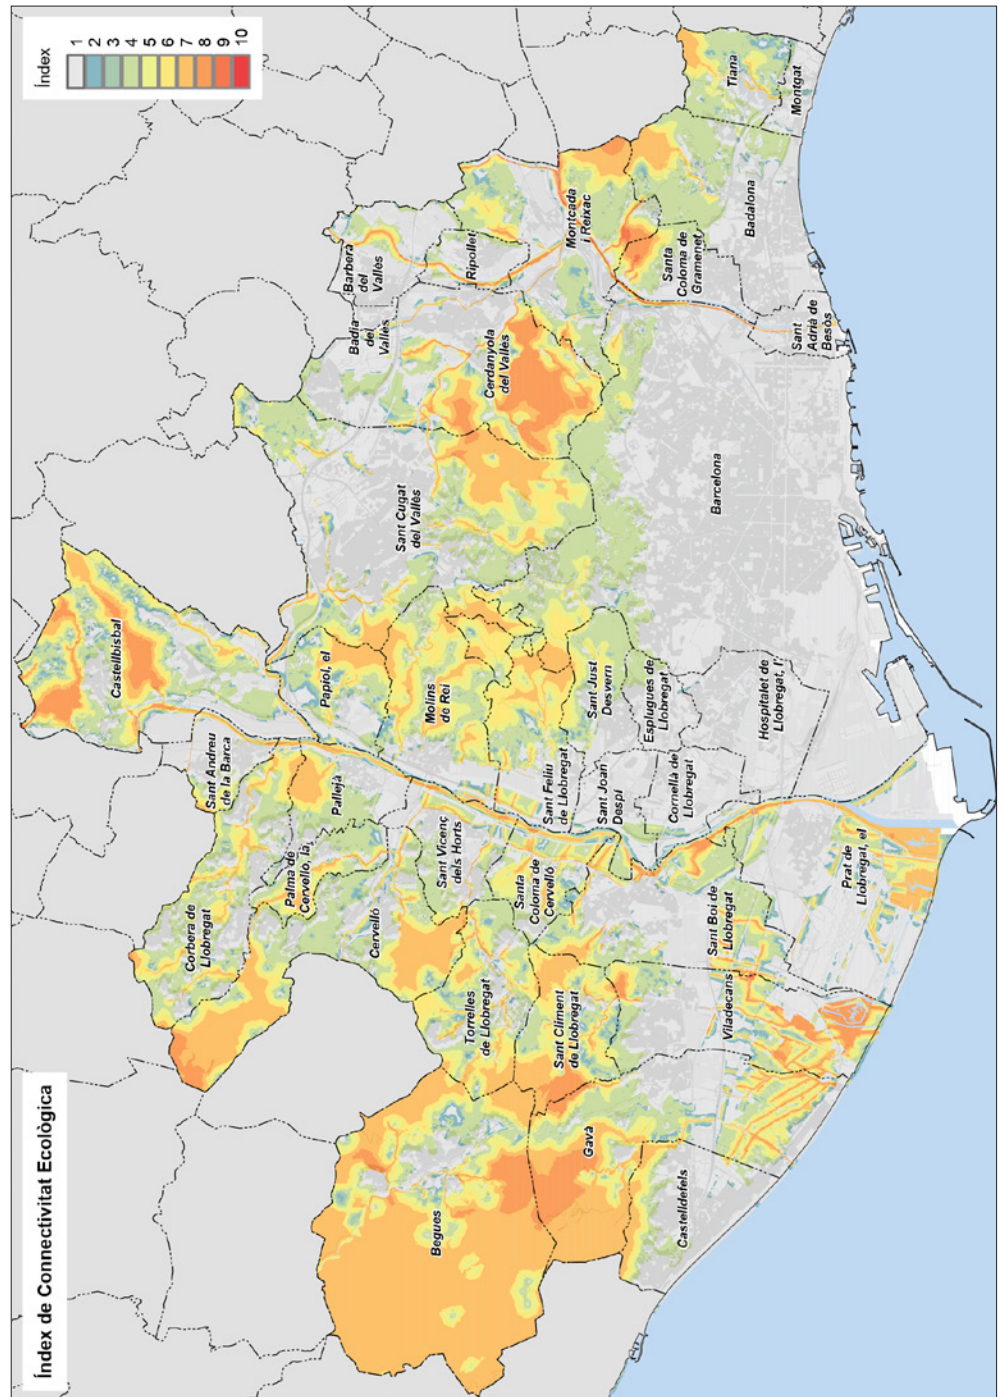 Índex de Connectivitat Ecològica
Índex
1
2
3
4
5
6
7
8
9
10
Castellbisbal
Sant Andreu
de la Barca
Papiol, el
Pallejà
Corbera de
Llobregat
Palma de
Cervelló, la
Cervelló
Molins
de Rei
Sant Vicenç
dels Horts
Sant Feliu
de Llobregat
Santa
Coloma de
Cervelló
Torrelles
de Llobregat
Sant Climent
de Llobregat
Begues
Gavà
Castelldefels
Viladecans
Sant Boi de
Llobregat
Prat de
Llobregat, el
Sant Joan
Despí
Sant Just
Desvern
Esplugues de
Llobregat
Cornellà de
Llobregat
Hospitalet de
Llobregat, l'
Barcelona
Sant Cugat
del Vallès
Cerdanyola
del Vallès
Badia
del
Vallès
Barberà
del
Vallès
Ripollet
Montcada
i Reixac
Santa
Coloma de
Gramenet
Sant
Adrià de
Besòs
Badalona
Tiana
Montgat